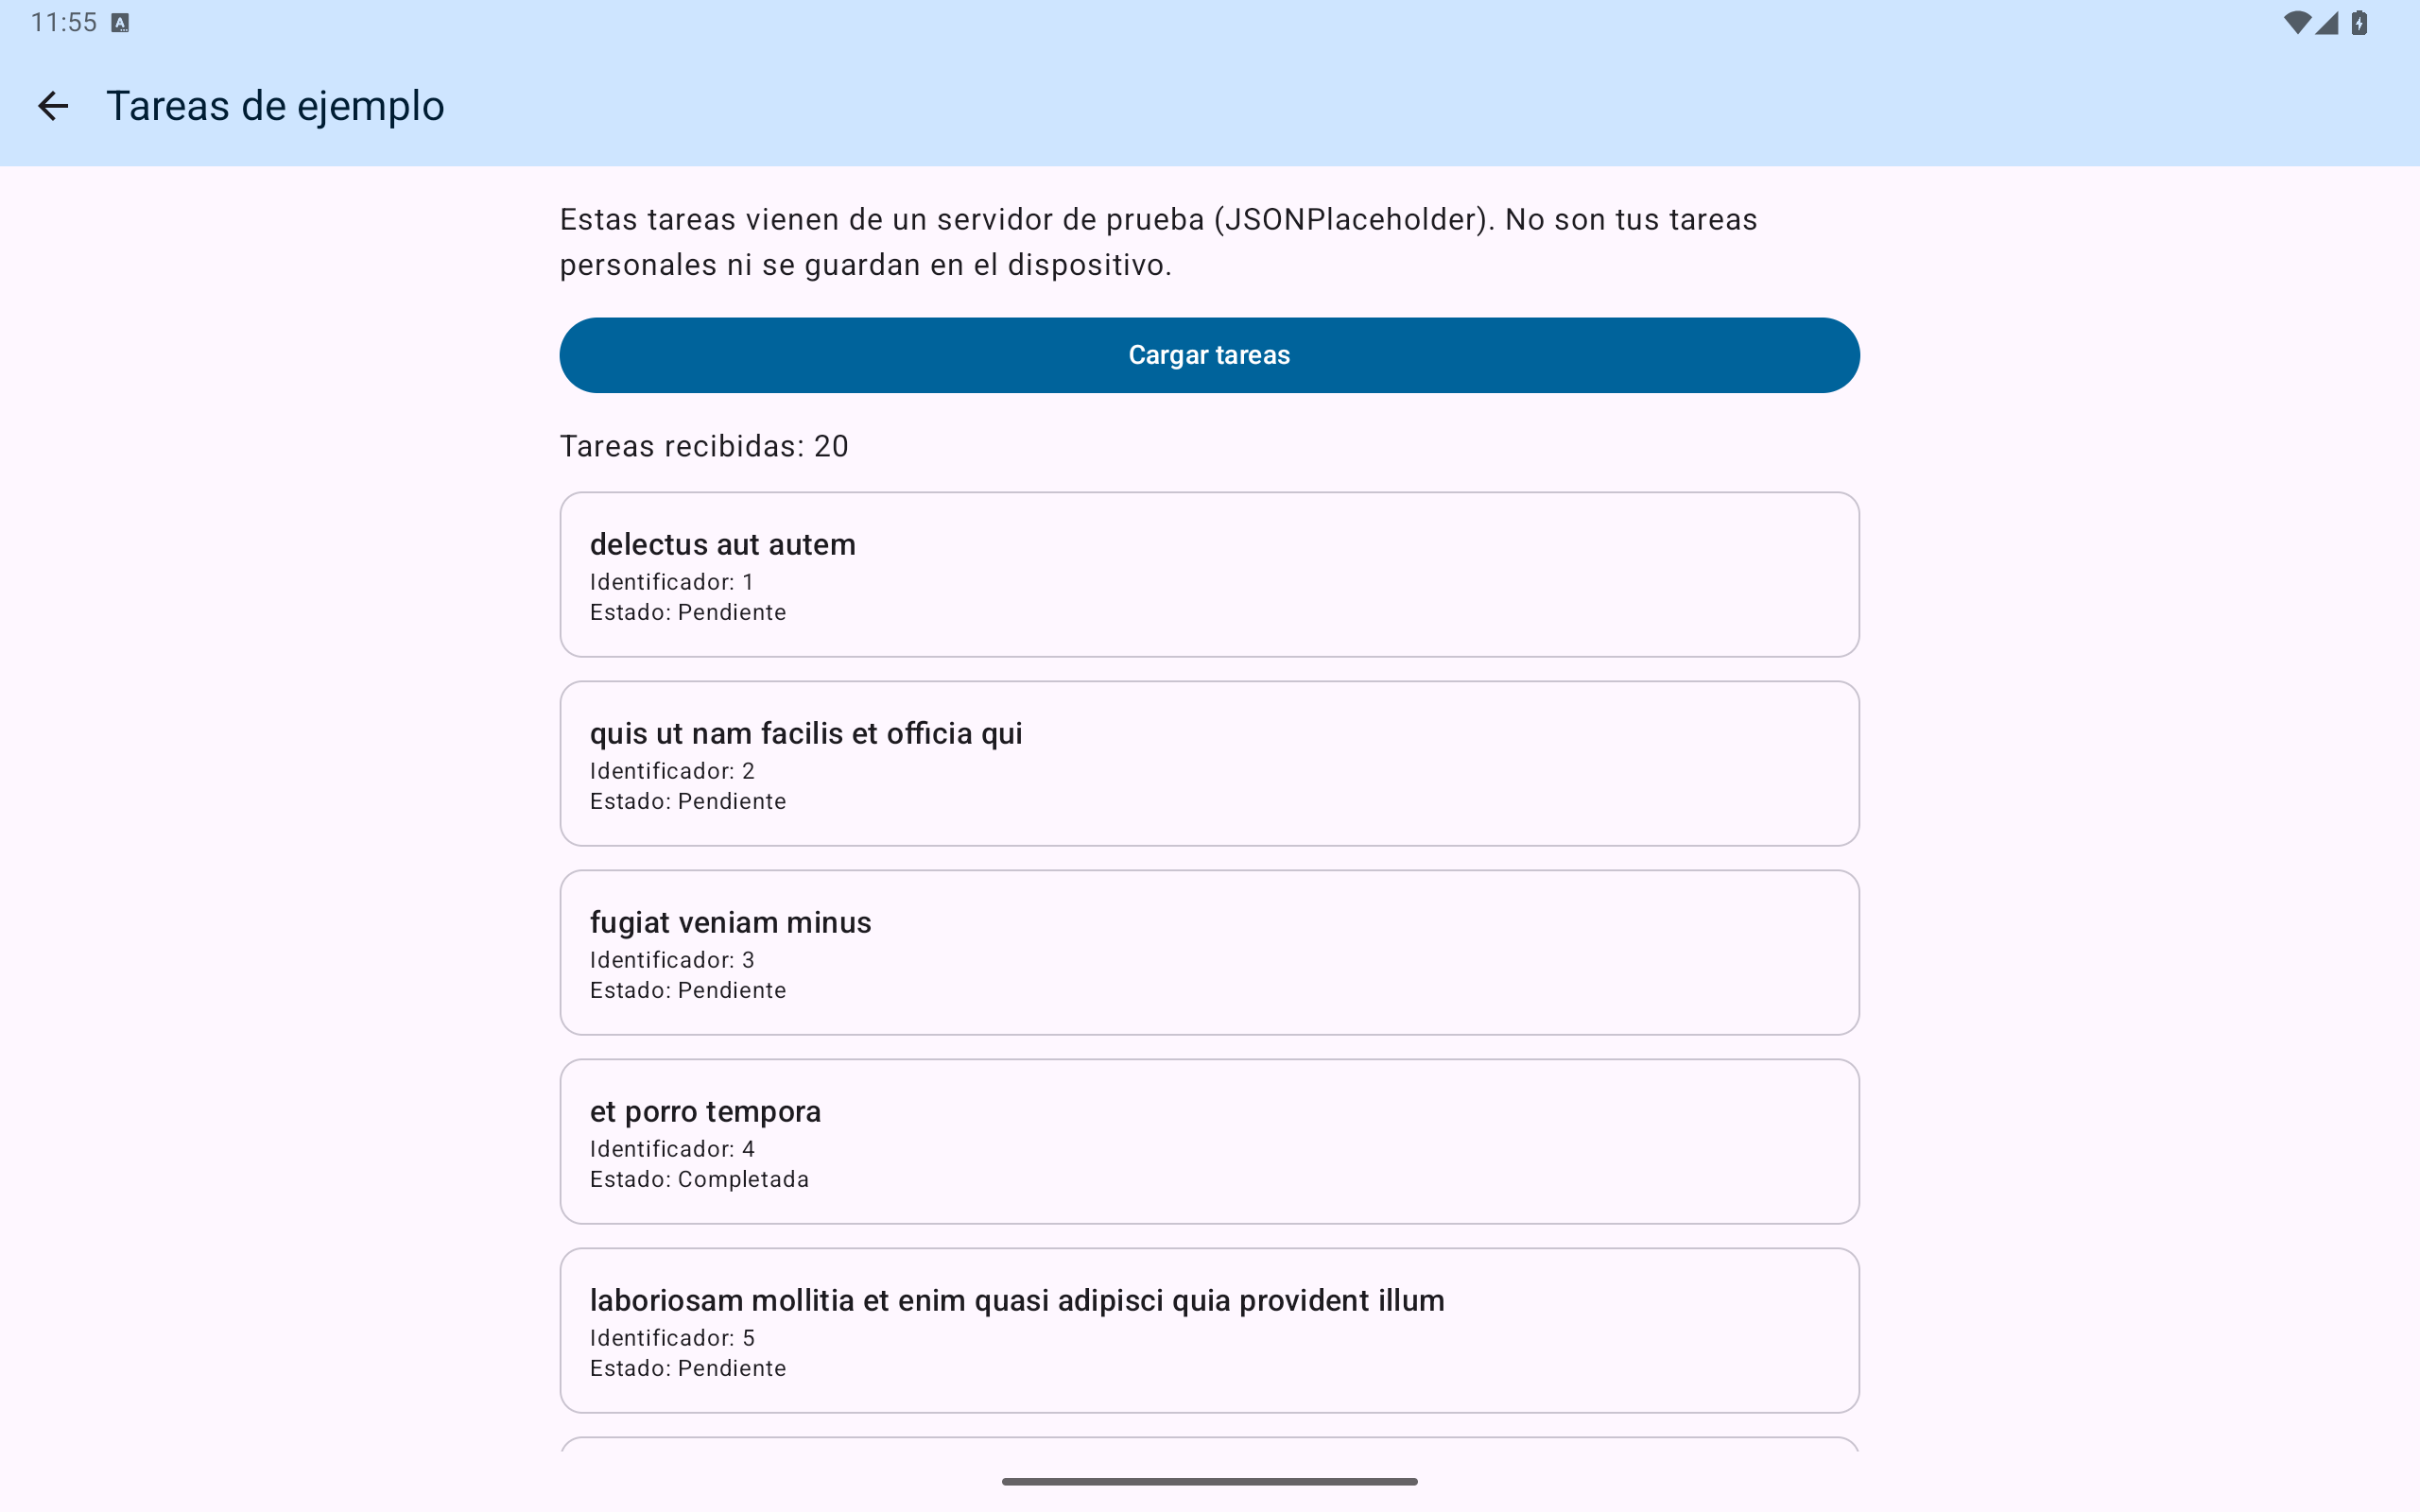 11:55
Tareas de ejemplo
Estas tareas vienen de un servidor de prueba (JSONPlaceholder). No son tus tareas
personales ni se guardan en el dispositivo.
Cargar tareas
Tareas recibidas: 20
delectus aut autem
Identificador: 1
Estado: Pendiente
quis ut nam facilis et officia qui
Identificador: 2
Estado: Pendiente
fugiat veniam minus
Identificador: 3
Estado: Pendiente
et porro tempora
Identificador: 4
Estado: Completada
laboriosam mollitia et enim quasi adipisci quia provident illum
Identificador: 5
Estado: Pendiente